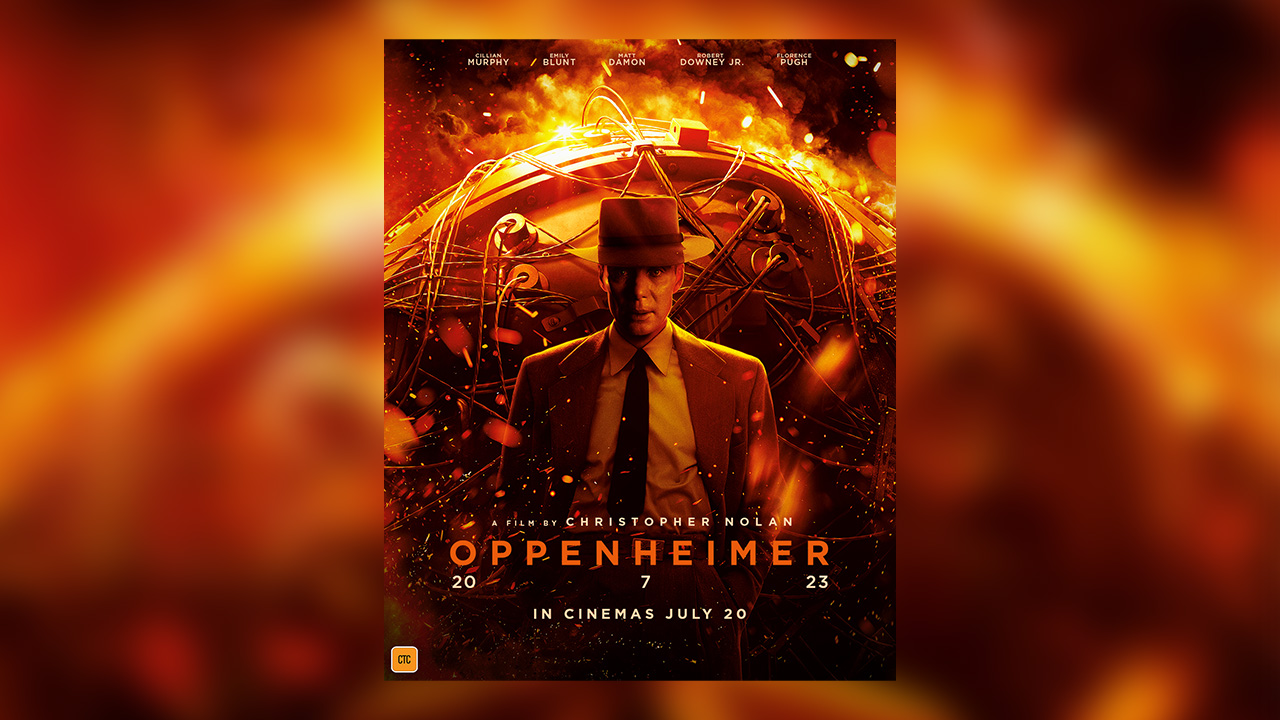 CILLIAN MURPHY EMILY BLUNT MATT DAMON ROBERT DOWNEY JR. FLORENCE PUGH
A FILM BY CHRISTOPHER NOLAN
OPPENHEIMER
20 7 23
IN CINEMAS JULY 20
CTC